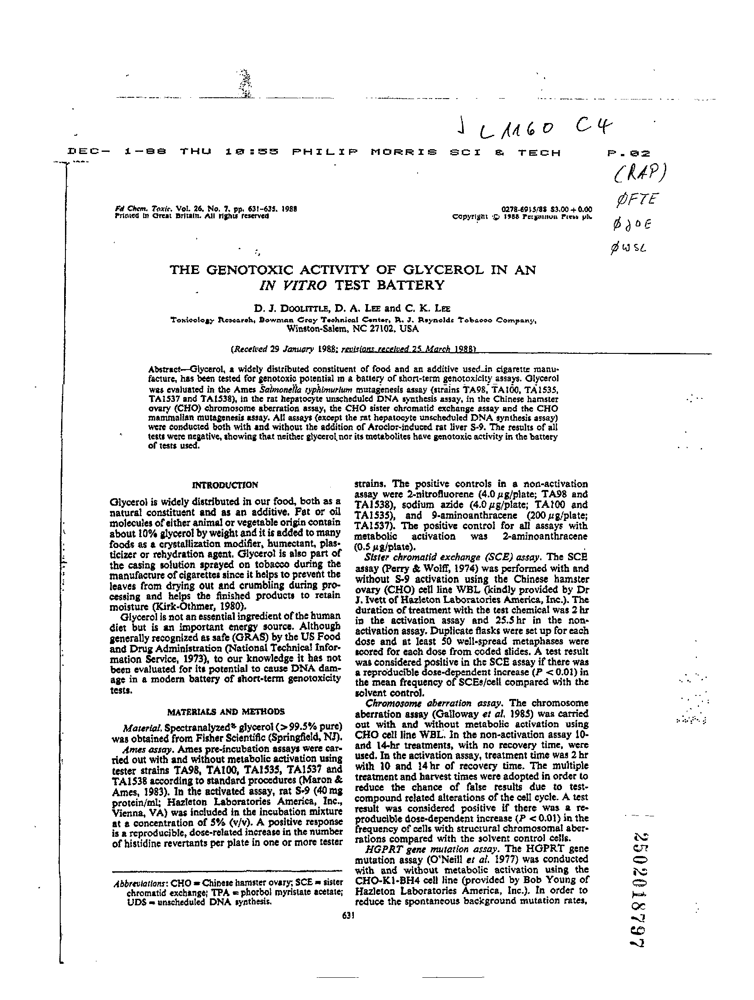 J L1160 C4
DEC- 1-88 THU 10:55 PHILIP MORRIS SCI & TECH P.02
(RAP)
ØFTE
ØJOE
ØWSL
Fd Chem. Toxic. Vol. 26, No. 7, pp. 631-635, 1988
Printed in Great Britain. All rights reserved
0278-6915/88 $3.00 + 0.00
Copyright © 1988 Pergamon Press plc
THE GENOTOXIC ACTIVITY OF GLYCEROL IN AN
IN VITRO TEST BATTERY
D. J. DOOLITTLE, D. A. LEE and C. K. LEE
Toxicology Research, Bowman Gray Technical Center, R. J. Reynolds Tobacco Company,
Winston-Salem, NC 27102, USA
(Received 29 January 1988; revisions received 25 March 1988)
Abstract—Glycerol, a widely distributed constituent of food and an additive used in cigarette manu-
facture, has been tested for genotoxic potential in a battery of short-term genotoxicity assays. Glycerol
was evaluated in the Ames Salmonella typhimurium mutagenesis assay (strains TA98, TA100, TA1535,
TA1537 and TA1538), in the rat hepatocyte unscheduled DNA synthesis assay, in the Chinese hamster
ovary (CHO) chromosome aberration assay, the CHO sister chromatid exchange assay and the CHO
mammalian mutagenesis assay. All assays (except the rat hepatocyte unscheduled DNA synthesis assay)
were conducted both with and without the addition of Aroclor-induced rat liver S-9. The results of all
tests were negative, showing that neither glycerol nor its metabolites have genotoxic activity in the battery
of tests used.
INTRODUCTION
Glycerol is widely distributed in our food, both as a
natural constituent and as an additive. Fat or oil
molecules of either animal or vegetable origin contain
about 10% glycerol by weight and it is added to many
foods as a crystallization modifier, humectant, plas-
ticizer or rehydration agent. Glycerol is also part of
the casing solution sprayed on tobacco during the
manufacture of cigarettes since it helps to prevent the
leaves from drying out and crumbling during pro-
cessing and helps the finished products to retain
moisture (Kirk-Othmer, 1980).
Glycerol is not an essential ingredient of the human
diet but is an important energy source. Although
generally recognized as safe (GRAS) by the US Food
and Drug Administration (National Technical Infor-
mation Service, 1973), to our knowledge it has not
been evaluated for its potential to cause DNA dam-
age in a modern battery of short-term genotoxicity
tests.
MATERIALS AND METHODS
Material. Spectranalyzed® glycerol (>99.5% pure)
was obtained from Fisher Scientific (Springfield, NJ).
Ames assay. Ames pre-incubation assays were car-
ried out with and without metabolic activation using
tester strains TA98, TA100, TA1535, TA1537 and
TA1538 according to standard procedures (Maron &
Ames, 1983). In the activated assay, rat S-9 (40 mg
protein/ml; Hazleton Laboratories America, Inc.,
Vienna, VA) was included in the incubation mixture
at a concentration of 5% (v/v). A positive response
is a reproducible, dose-related increase in the number
of histidine revertants per plate in one or more tester
Abbreviations: CHO = Chinese hamster ovary; SCE = sister
chromatid exchange; TPA = phorbol myristate acetate;
UDS = unscheduled DNA synthesis.
strains. The positive controls in a non-activation
assay were 2-nitrofluorene (4.0 µg/plate; TA98 and
TA1538), sodium azide (4.0 µg/plate; TA100 and
TA1535), and 9-aminoanthracene (200 µg/plate;
TA1537). The positive control for all assays with
metabolic activation was 2-aminoanthracene
(0.5 µg/plate).
Sister chromatid exchange (SCE) assay. The SCE
assay (Perry & Wolff, 1974) was performed with and
without S-9 activation using the Chinese hamster
ovary (CHO) cell line WBL (kindly provided by Dr
J. Ivett of Hazleton Laboratories America, Inc.). The
duration of treatment with the test chemical was 2 hr
in the activation assay and 25.5 hr in the non-
activation assay. Duplicate flasks were set up for each
dose and at least 50 well-spread metaphases were
scored for each dose from coded slides. A test result
was considered positive in the SCE assay if there was
a reproducible dose-dependent increase (P < 0.01) in
the mean frequency of SCEs/cell compared with the
solvent control.
Chromosome aberration assay. The chromosome
aberration assay (Galloway et al. 1985) was carried
out with and without metabolic activation using
CHO cell line WBL. In the non-activation assay 10-
and 14-hr treatments, with no recovery time, were
used. In the activation assay, treatment time was 2 hr
with 10 and 14 hr of recovery time. The multiple
treatment and harvest times were adopted in order to
reduce the chance of false results due to test-
compound related alterations of the cell cycle. A test
result was considered positive if there was a re-
producible dose-dependent increase (P < 0.01) in the
frequency of cells with structural chromosomal aber-
rations compared with the solvent control cells.
HGPRT gene mutation assay. The HGPRT gene
mutation assay (O'Neill et al. 1977) was conducted
with and without metabolic activation using the
CHO-K1-BH4 cell line (provided by Bob Young of
Hazleton Laboratories America, Inc.). In order to
reduce the spontaneous background mutation rates,
631
2502018797